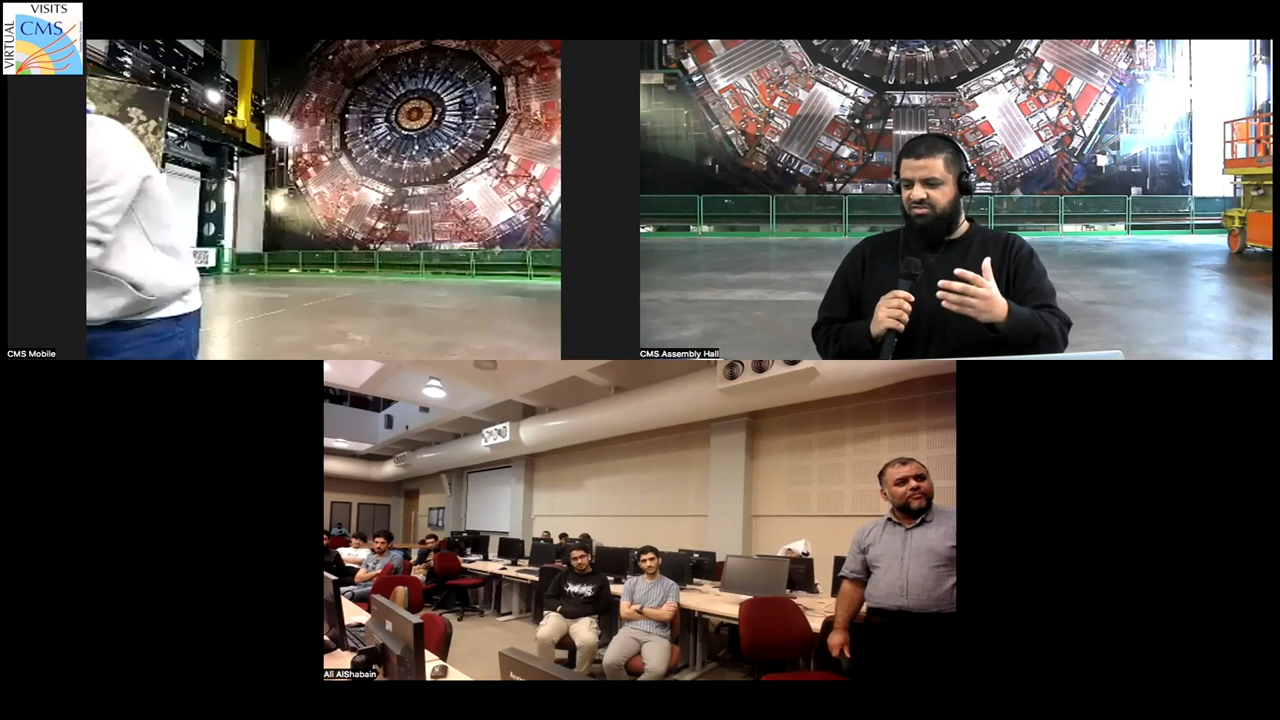 VISITS
VIRTUAL
CMS
CMS Mobile
CMS Assembly Hall
Ali AlShabain